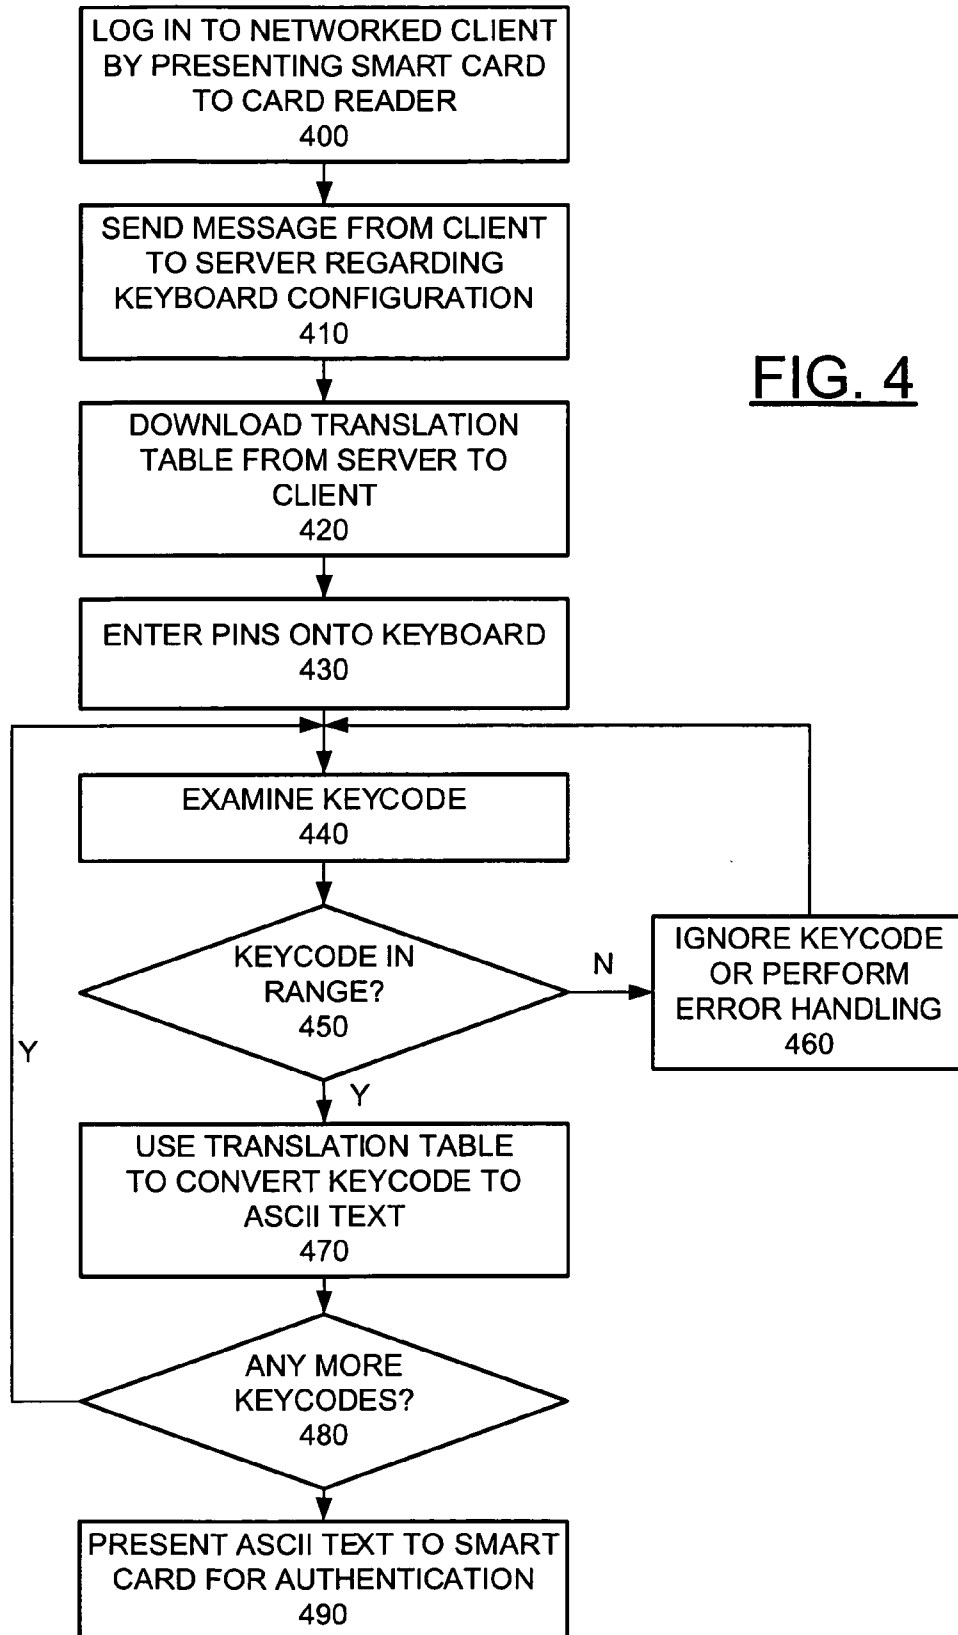 LOG IN TO NETWORKED CLIENT
BY PRESENTING SMART CARD
TO CARD READER
400
SEND MESSAGE FROM CLIENT
TO SERVER REGARDING
KEYBOARD CONFIGURATION
410
FIG. 4
DOWNLOAD TRANSLATION
TABLE FROM SERVER TO
CLIENT
420
ENTER PINS ONTO KEYBOARD
430
EXAMINE KEYCODE
440
KEYCODE IN
RANGE?
450
N
IGNORE KEYCODE
OR PERFORM
ERROR HANDLING
460
Y
Y
USE TRANSLATION TABLE
TO CONVERT KEYCODE TO
ASCII TEXT
470
ANY MORE
KEYCODES?
480
PRESENT ASCII TEXT TO SMART
CARD FOR AUTHENTICATION
490